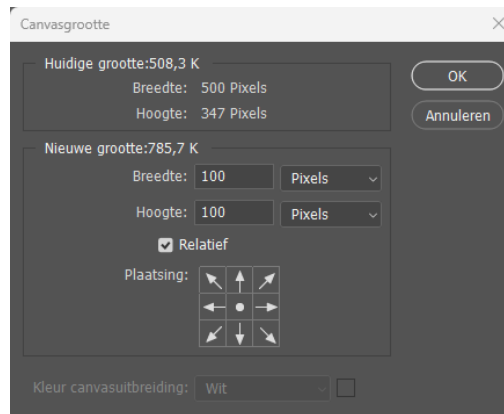 Canvasgrootte
Huidige grootte:508,3 K
Breedte: 500 Pixels
Hoogte: 347 Pixels
OK
Annuleren
Nieuwe grootte:785,7 K
Breedte: 100 Pixels
Hoogte: 100 Pixels
Relatief
Plaatsing:
Kleur canvasuitbreiding: Wit